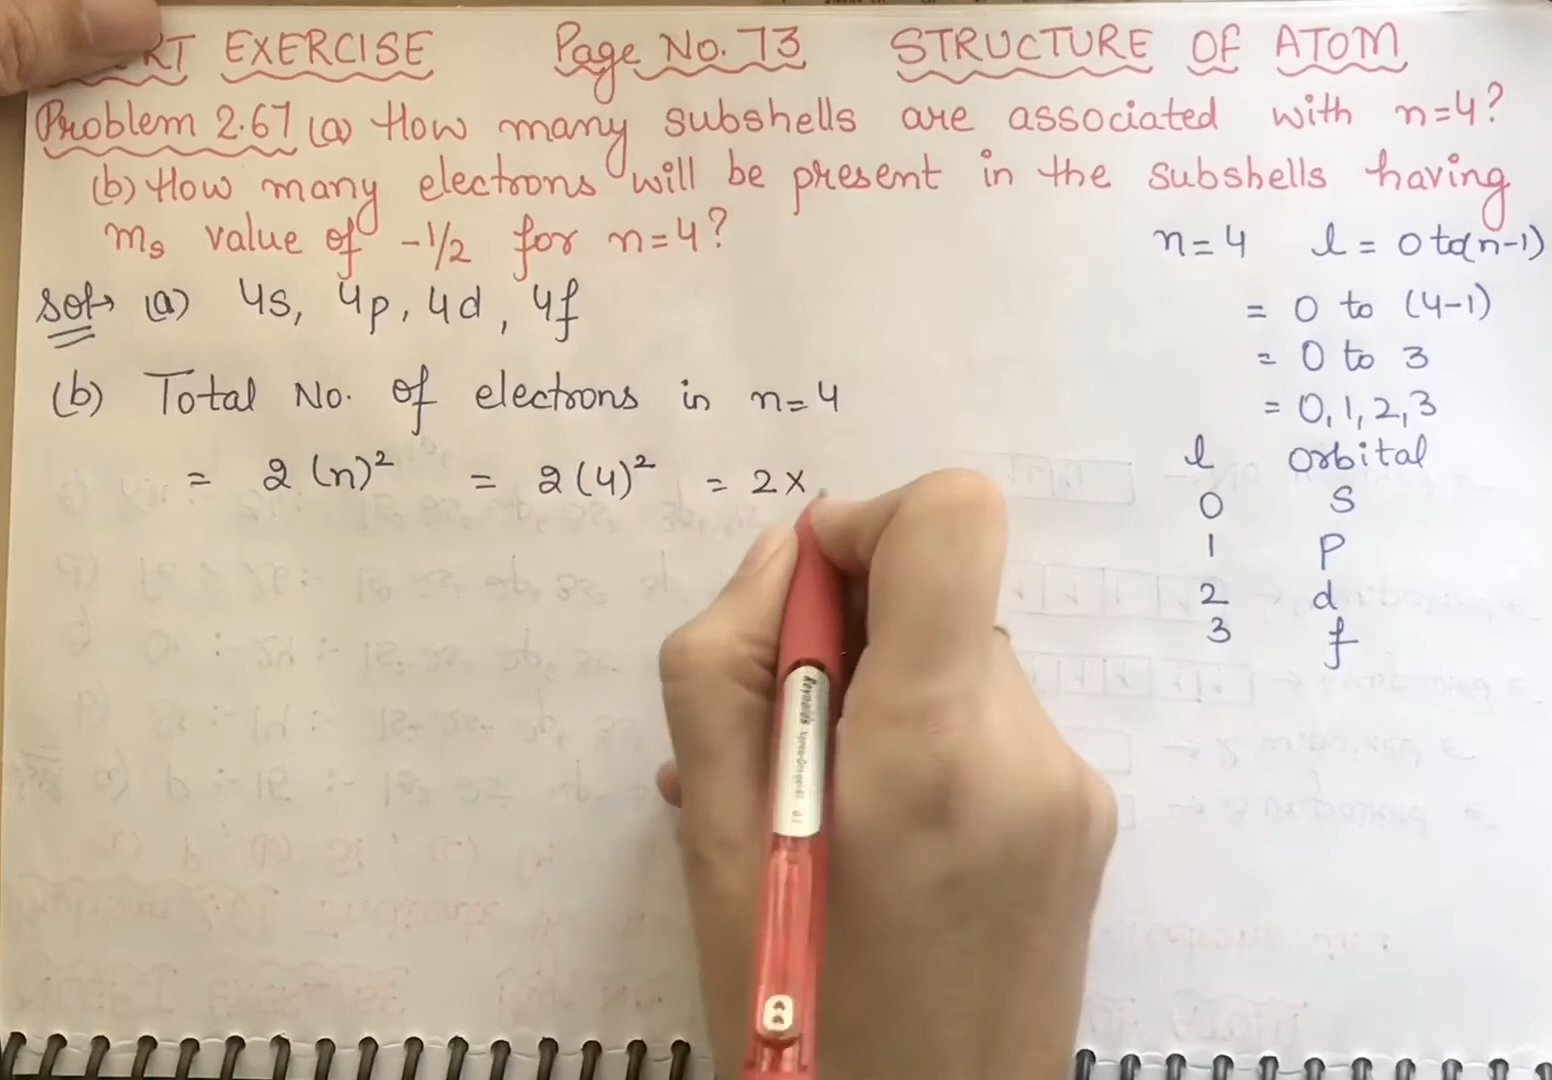 RT EXERCISE Page No. 73 STRUCTURE OF ATOM
Problem 2.67 (a) How many subshells are associated with n=4?
(b) How many electrons will be present in the subshells having
ms value of -1/2 for n=4?
n=4 l = 0 to (n-1)
= 0 to (4-1)
= 0 to 3
= 0,1,2,3
l orbital
0 s
1 p
2 d
3 f
Sol→ (a) 4s, 4p, 4d, 4f
(b) Total No. of electrons in n=4
= 2 (n)² = 2 (4)² = 2 x
Reynolds